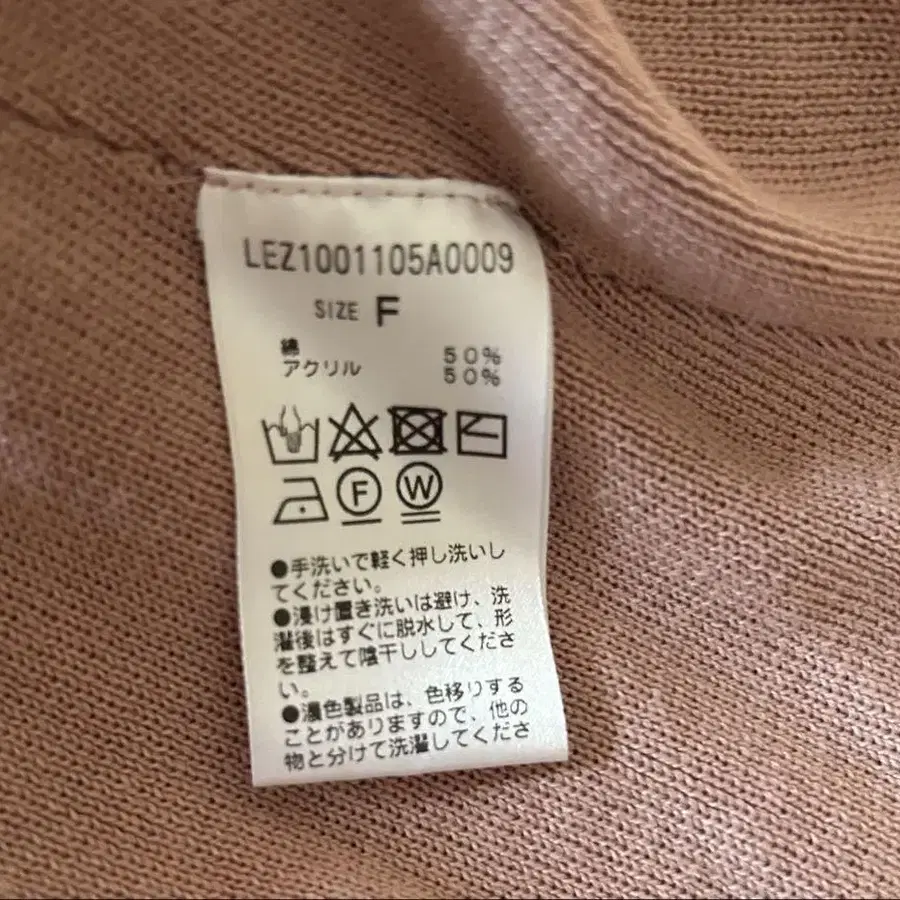 LEZ1001105A0009
SIZE F
綿 50%
アクリル 50%
F W
●手洗いで軽く押し洗いし
てください。
●浸け置き洗いは避け、洗
濯後はすぐに脱水して、形
を整えて陰干ししてくださ
い。
●濃色製品は、色移りする
ことがありますので、他の
物と分けて洗濯してくださ